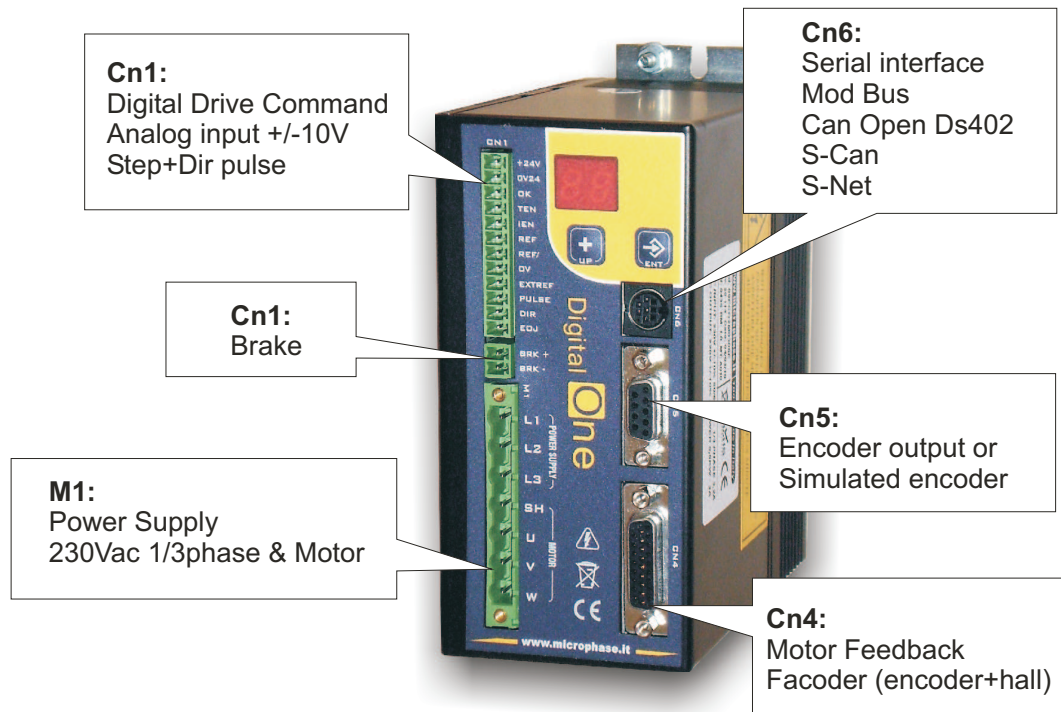 Cn1:
Digital Drive Command
Analog input +/-10V
Step+Dir pulse
Cn6:
Serial interface
Mod Bus
Can Open Ds402
S-Can
S-Net
Cn1:
Brake
Cn5:
Encoder output or
Simulated encoder
M1:
Power Supply
230Vac 1/3phase & Motor
Cn4:
Motor Feedback
Facoder (encoder+hall)
CN1
+24V
0V24
OK
TEN
IEN
REF
REF/
0V
EXTREF
PULSE
DIR
EOJ
BRK +
BRK -
M1
L1
L2
L3
POWER SUPPLY
SH
U
V
W
MOTOR
+
UP
ENT
CN6
CN5
CN4
Digital One
CE
www.microphase.it